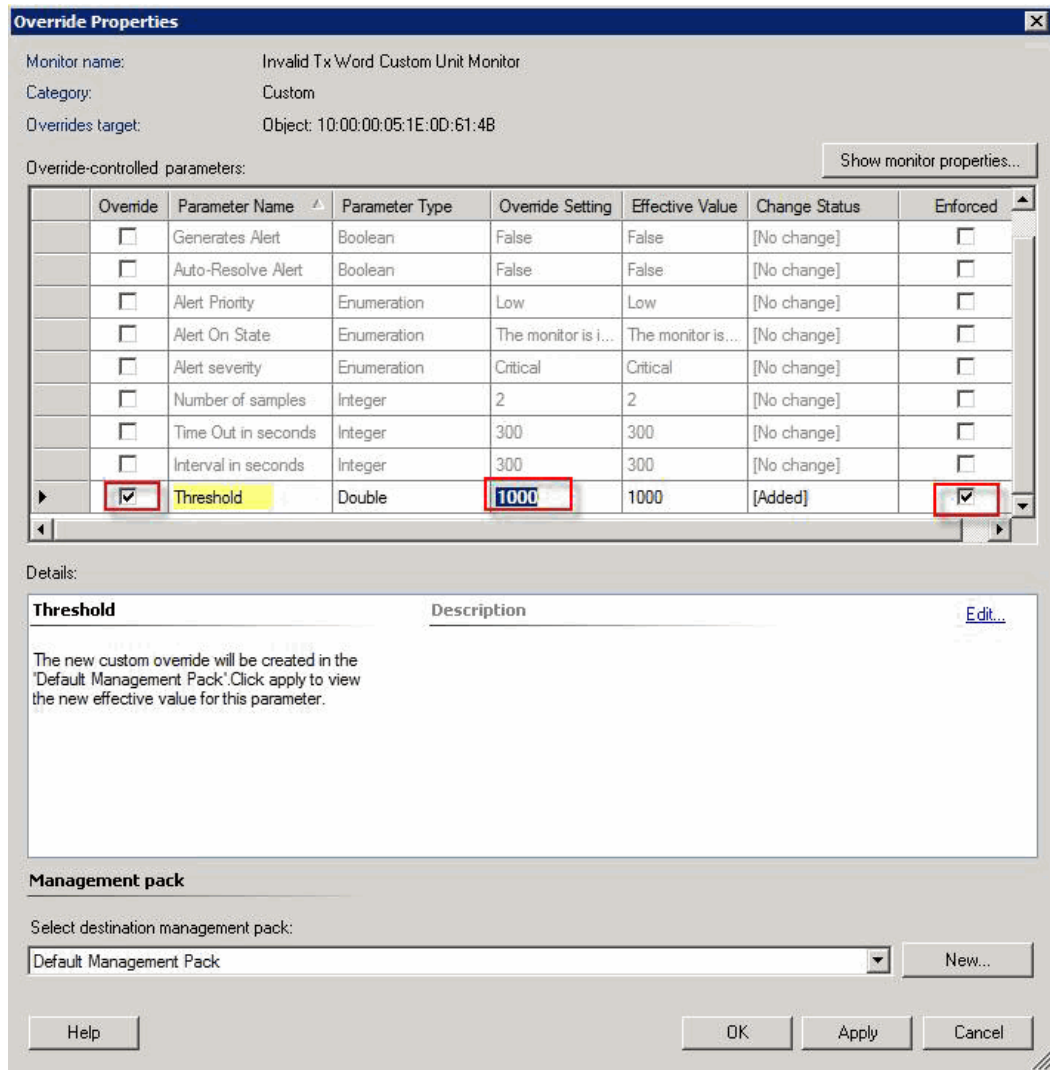 Override Properties
Monitor name: Invalid Tx Word Custom Unit Monitor
Category: Custom
Overrides target: Object: 10:00:00:05:1E:0D:61:4B
Override-controlled parameters: Show monitor properties...
Override Parameter Name Parameter Type Override Setting Effective Value Change Status Enforced
Generates Alert Boolean False False [No change]
Auto-Resolve Alert Boolean False False [No change]
Alert Priority Enumeration Low Low [No change]
Alert On State Enumeration The monitor is i... The monitor is... [No change]
Alert severity Enumeration Critical Critical [No change]
Number of samples Integer 2 2 [No change]
Time Out in seconds Integer 300 300 [No change]
Interval in seconds Integer 300 300 [No change]
Threshold Double 1000 1000 [Added]
Details:
Threshold Description Edit...
The new custom override will be created in the
'Default Management Pack'.Click apply to view
the new effective value for this parameter.
Management pack
Select destination management pack:
Default Management Pack New...
Help OK Apply Cancel